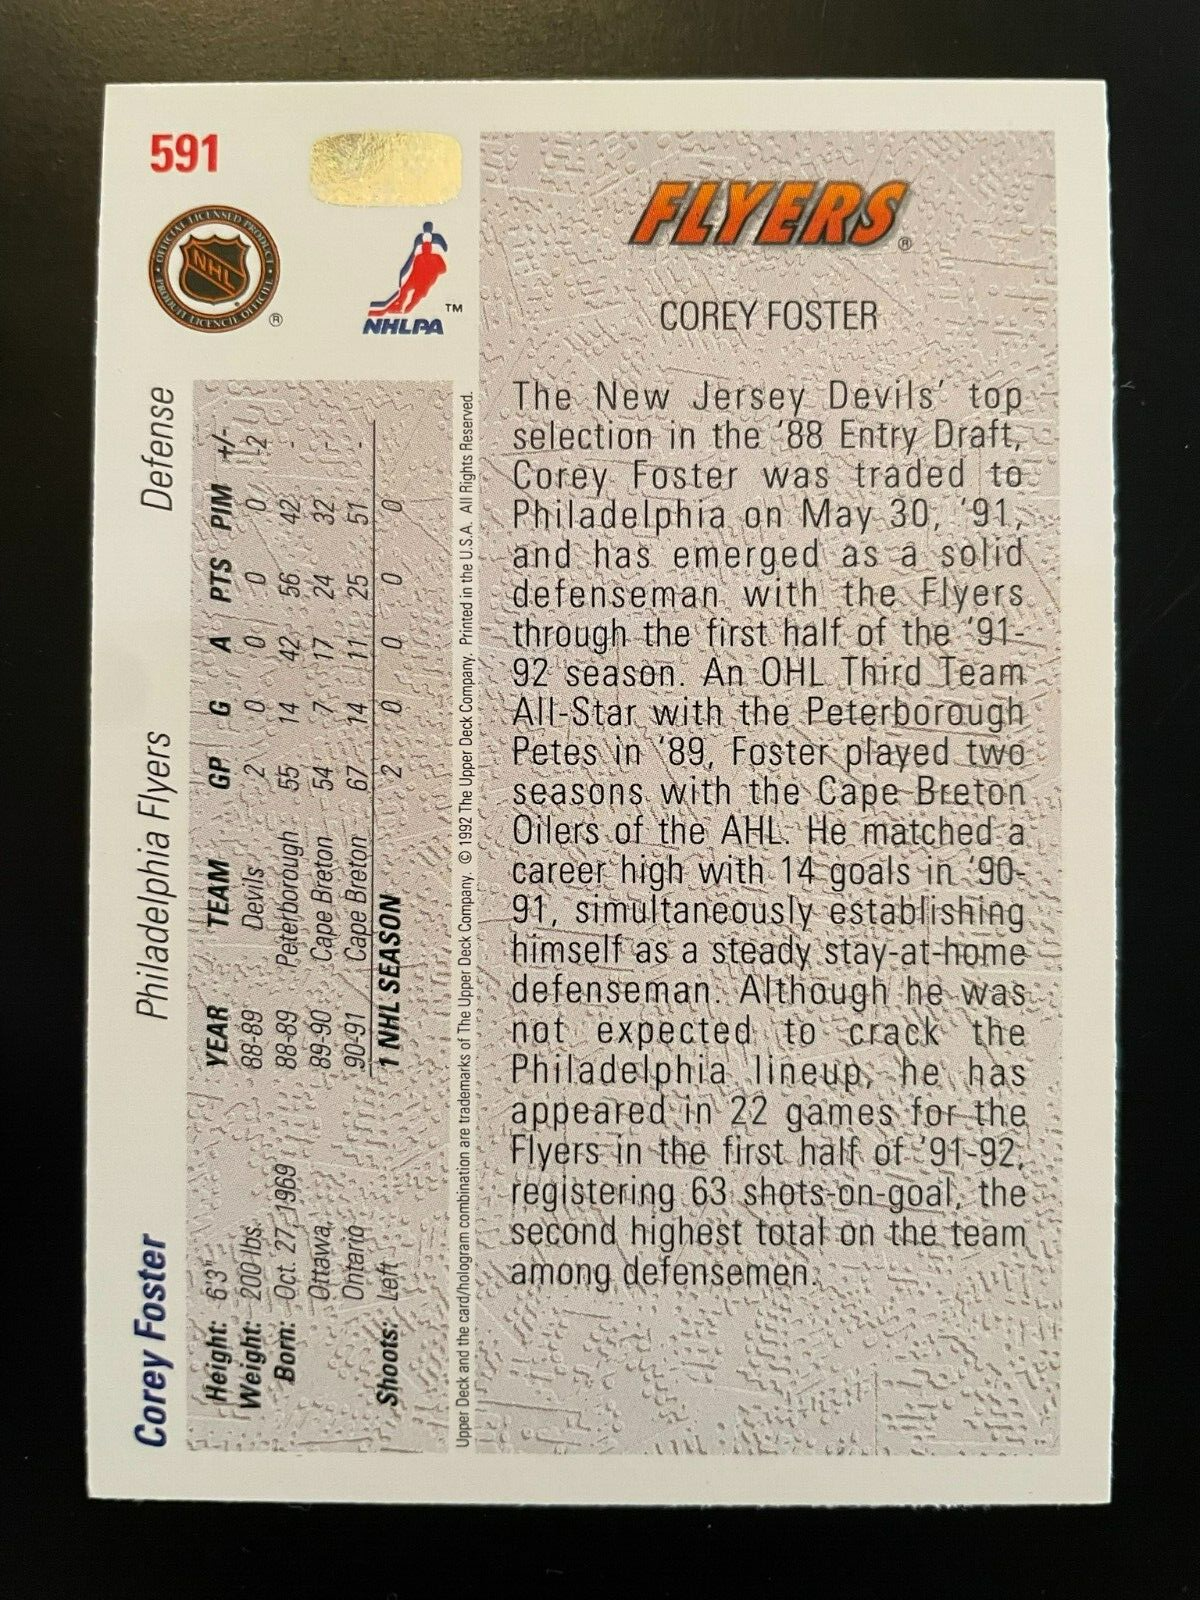 591
OFFICIAL LICENSED PRODUCT
NHL
PRODUIT LICENCIÉ OFFICIEL
®
NHLPA ™
FLYERS ®
COREY FOSTER
The New Jersey Devils' top
selection in the '88 Entry Draft,
Corey Foster was traded to
Philadelphia on May 30, '91,
and has emerged as a solid
defenseman with the Flyers
through the first half of the '91-
92 season. An OHL Third Team
All-Star with the Peterborough
Petes in '89, Foster played two
seasons with the Cape Breton
Oilers of the AHL. He matched a
career high with 14 goals in '90-
91, simultaneously establishing
himself as a steady stay-at-home
defenseman. Although he was
not expected to crack the
Philadelphia lineup, he has
appeared in 22 games for the
Flyers in the first half of '91-92,
registering 63 shots-on-goal, the
second highest total on the team
among defensemen.
Corey Foster Philadelphia Flyers Defense
Height: 6'3"
Weight: 200 lbs.
Born: Oct. 27, 1969
Ottawa,
Ontario
Shoots: Left
YEAR TEAM GP G A PTS PIM +/-
88-89 Devils 2 0 0 0 0 -2
88-89 Peterborough 55 14 42 56 42 -
89-90 Cape Breton 54 7 17 24 32 -
90-91 Cape Breton 67 14 11 25 51 -
1 NHL SEASON 2 0 0 0 0
Upper Deck and the card/hologram combination are trademarks of The Upper Deck Company. © 1992 The Upper Deck Company. Printed in the U.S.A. All Rights Reserved.